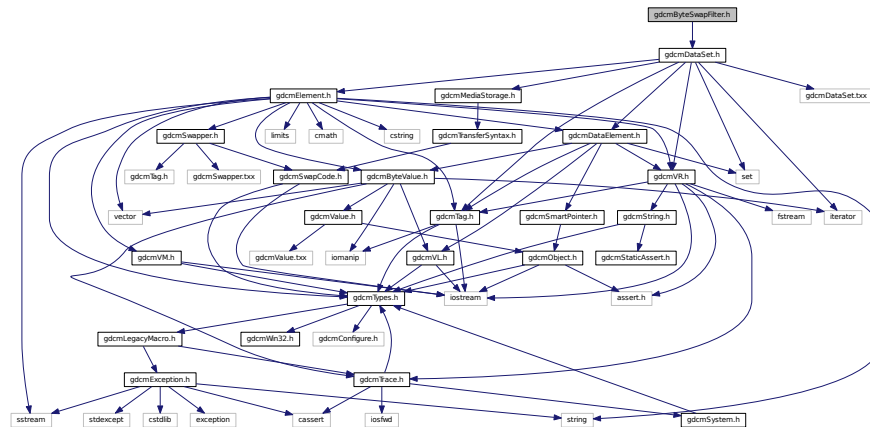 gdcmByteSwapFilter.h
gdcmDataSet.h
gdcmElement.h
gdcmMediaStorage.h
gdcmDataSet.txx
gdcmSwapper.h
limits
cmath
cstring
gdcmTransferSyntax.h
gdcmDataElement.h
gdcmTag.h
gdcmSwapper.txx
gdcmSwapCode.h
gdcmByteValue.h
gdcmVR.h
set
vector
gdcmValue.h
gdcmTag.h
gdcmSmartPointer.h
gdcmString.h
fstream
iterator
gdcmVM.h
gdcmValue.txx
iomanip
gdcmVL.h
gdcmObject.h
gdcmStaticAssert.h
gdcmTypes.h
iostream
assert.h
gdcmLegacyMacro.h
gdcmWin32.h
gdcmConfigure.h
gdcmException.h
gdcmTrace.h
sstream
stdexcept
cstdlib
exception
cassert
iosfwd
string
gdcmSystem.h